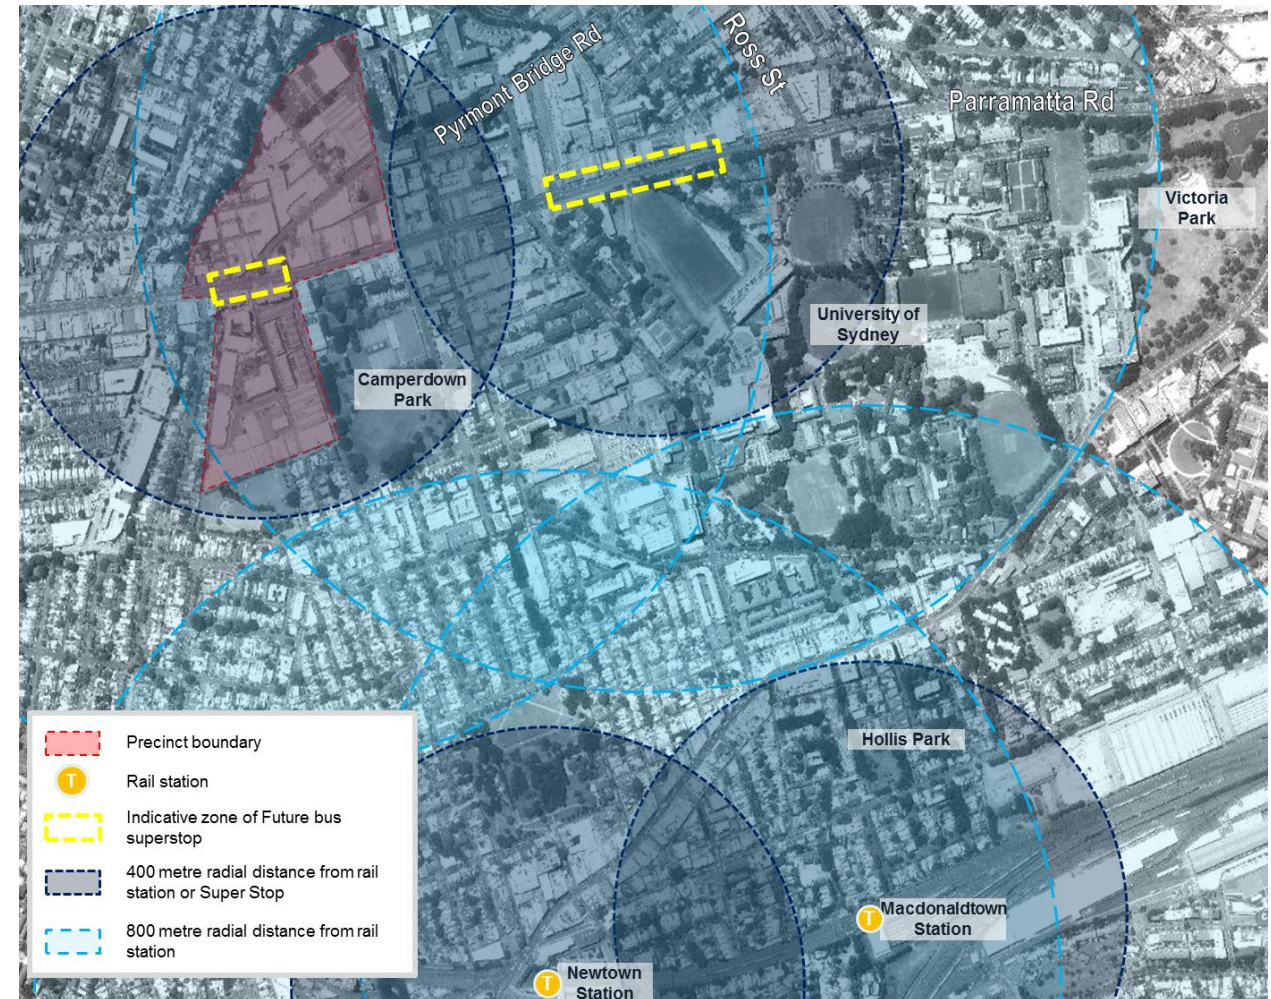 Pyrmont Bridge Rd
Ross St
Parramatta Rd
Victoria
Park
University of
Sydney
Camperdown
Park
Hollis Park
T
Macdonaldtown
Station
T
Newtown
Station
Precinct boundary
T
Rail station
Indicative zone of Future bus
superstop
400 metre radial distance from rail
station or Super Stop
800 metre radial distance from rail
station